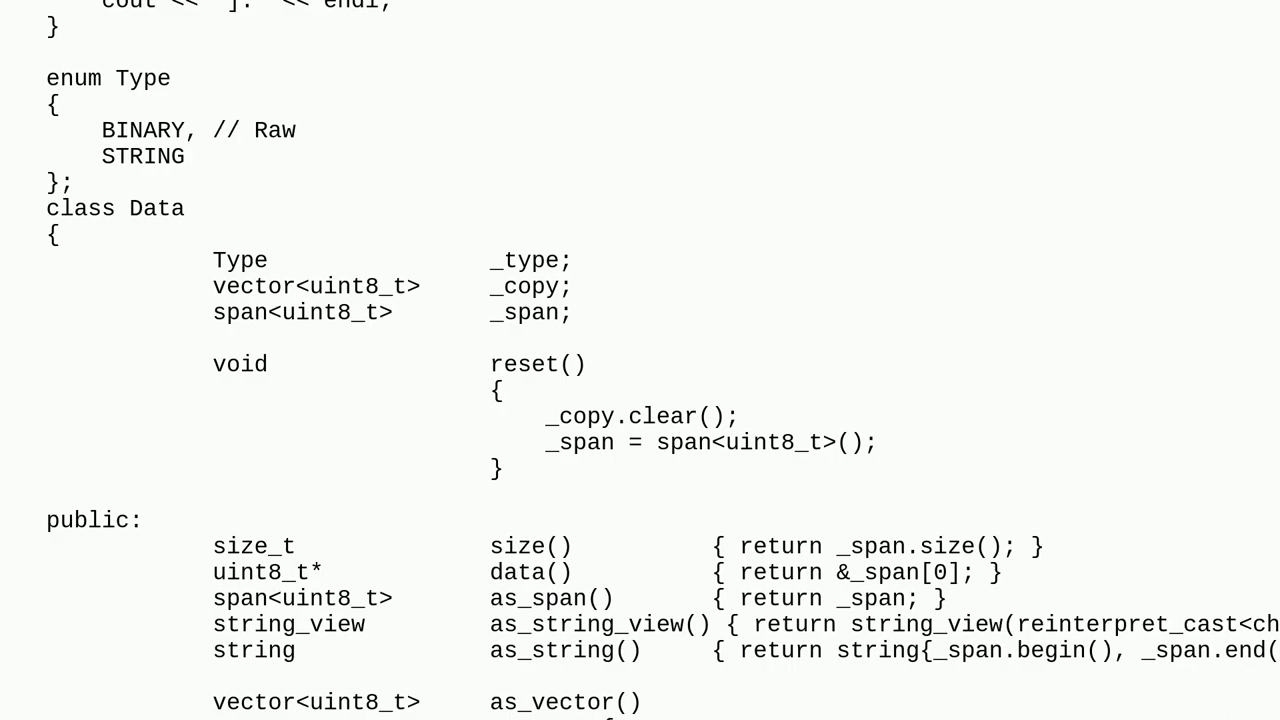 cout << "]." << endl;
}
enum Type
{
BINARY, // Raw
STRING
};
class Data
{
Type _type;
vector<uint8_t> _copy;
span<uint8_t> _span;
void reset()
{
_copy.clear();
_span = span<uint8_t>();
}
public:
size_t size() { return _span.size(); }
uint8_t* data() { return &_span[0]; }
span<uint8_t> as_span() { return _span; }
string_view as_string_view() { return string_view(reinterpret_cast<ch
string as_string() { return string{_span.begin(), _span.end(
vector<uint8_t> as_vector()